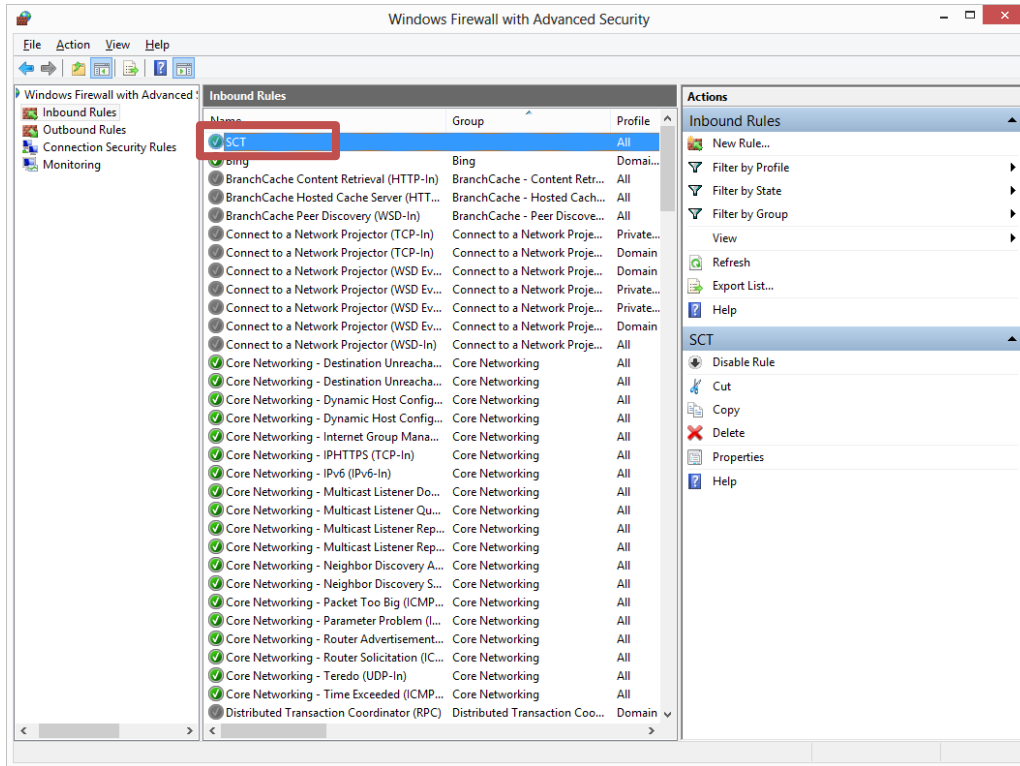 Windows Firewall with Advanced Security
File Action View Help
Windows Firewall with Advanced
Inbound Rules
Outbound Rules
Connection Security Rules
Monitoring
Inbound Rules
Name Group Profile
SCT All
Bing Bing Domai...
BranchCache Content Retrieval (HTTP-In) BranchCache - Content Retr... All
BranchCache Hosted Cache Server (HTT... BranchCache - Hosted Cach... All
BranchCache Peer Discovery (WSD-In) BranchCache - Peer Discove... All
Connect to a Network Projector (TCP-In) Connect to a Network Proje... Private...
Connect to a Network Projector (TCP-In) Connect to a Network Proje... Domain
Connect to a Network Projector (WSD Ev... Connect to a Network Proje... Domain
Connect to a Network Projector (WSD Ev... Connect to a Network Proje... Private...
Connect to a Network Projector (WSD Ev... Connect to a Network Proje... Private...
Connect to a Network Projector (WSD Ev... Connect to a Network Proje... Domain
Connect to a Network Projector (WSD-In) Connect to a Network Proje... All
Core Networking - Destination Unreacha... Core Networking All
Core Networking - Destination Unreacha... Core Networking All
Core Networking - Dynamic Host Config... Core Networking All
Core Networking - Dynamic Host Config... Core Networking All
Core Networking - Internet Group Mana... Core Networking All
Core Networking - IPHTTPS (TCP-In) Core Networking All
Core Networking - IPv6 (IPv6-In) Core Networking All
Core Networking - Multicast Listener Do... Core Networking All
Core Networking - Multicast Listener Qu... Core Networking All
Core Networking - Multicast Listener Rep... Core Networking All
Core Networking - Multicast Listener Rep... Core Networking All
Core Networking - Neighbor Discovery A... Core Networking All
Core Networking - Neighbor Discovery S... Core Networking All
Core Networking - Packet Too Big (ICMP... Core Networking All
Core Networking - Parameter Problem (I... Core Networking All
Core Networking - Router Advertisement... Core Networking All
Core Networking - Router Solicitation (IC... Core Networking All
Core Networking - Teredo (UDP-In) Core Networking All
Core Networking - Time Exceeded (ICMP... Core Networking All
Distributed Transaction Coordinator (RPC) Distributed Transaction Coo... Domain
Actions
Inbound Rules
New Rule...
Filter by Profile
Filter by State
Filter by Group
View
Refresh
Export List...
Help
SCT
Disable Rule
Cut
Copy
Delete
Properties
Help